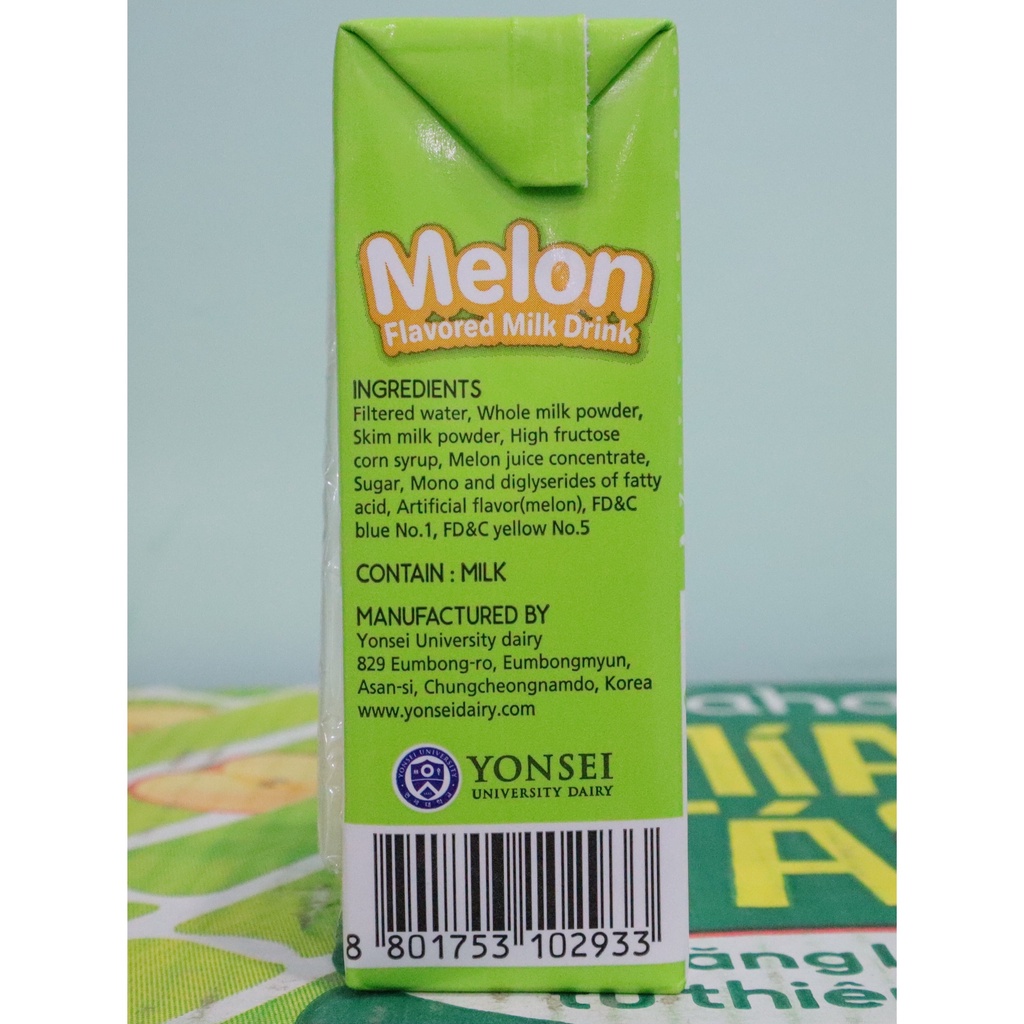 Melon
Flavored Milk Drink
INGREDIENTS
Filtered water, Whole milk powder,
Skim milk powder, High fructose
corn syrup, Melon juice concentrate,
Sugar, Mono and diglyserides of fatty
acid, Artificial flavor(melon), FD&C
blue No.1, FD&C yellow No.5
CONTAIN : MILK
MANUFACTURED BY
Yonsei University dairy
829 Eumbong-ro, Eumbongmyun,
Asan-si, Chungcheongnamdo, Korea
www.yonseidairy.com
YONSEI UNIVERSITY
YONSEI
UNIVERSITY DAIRY
8 801753 102933